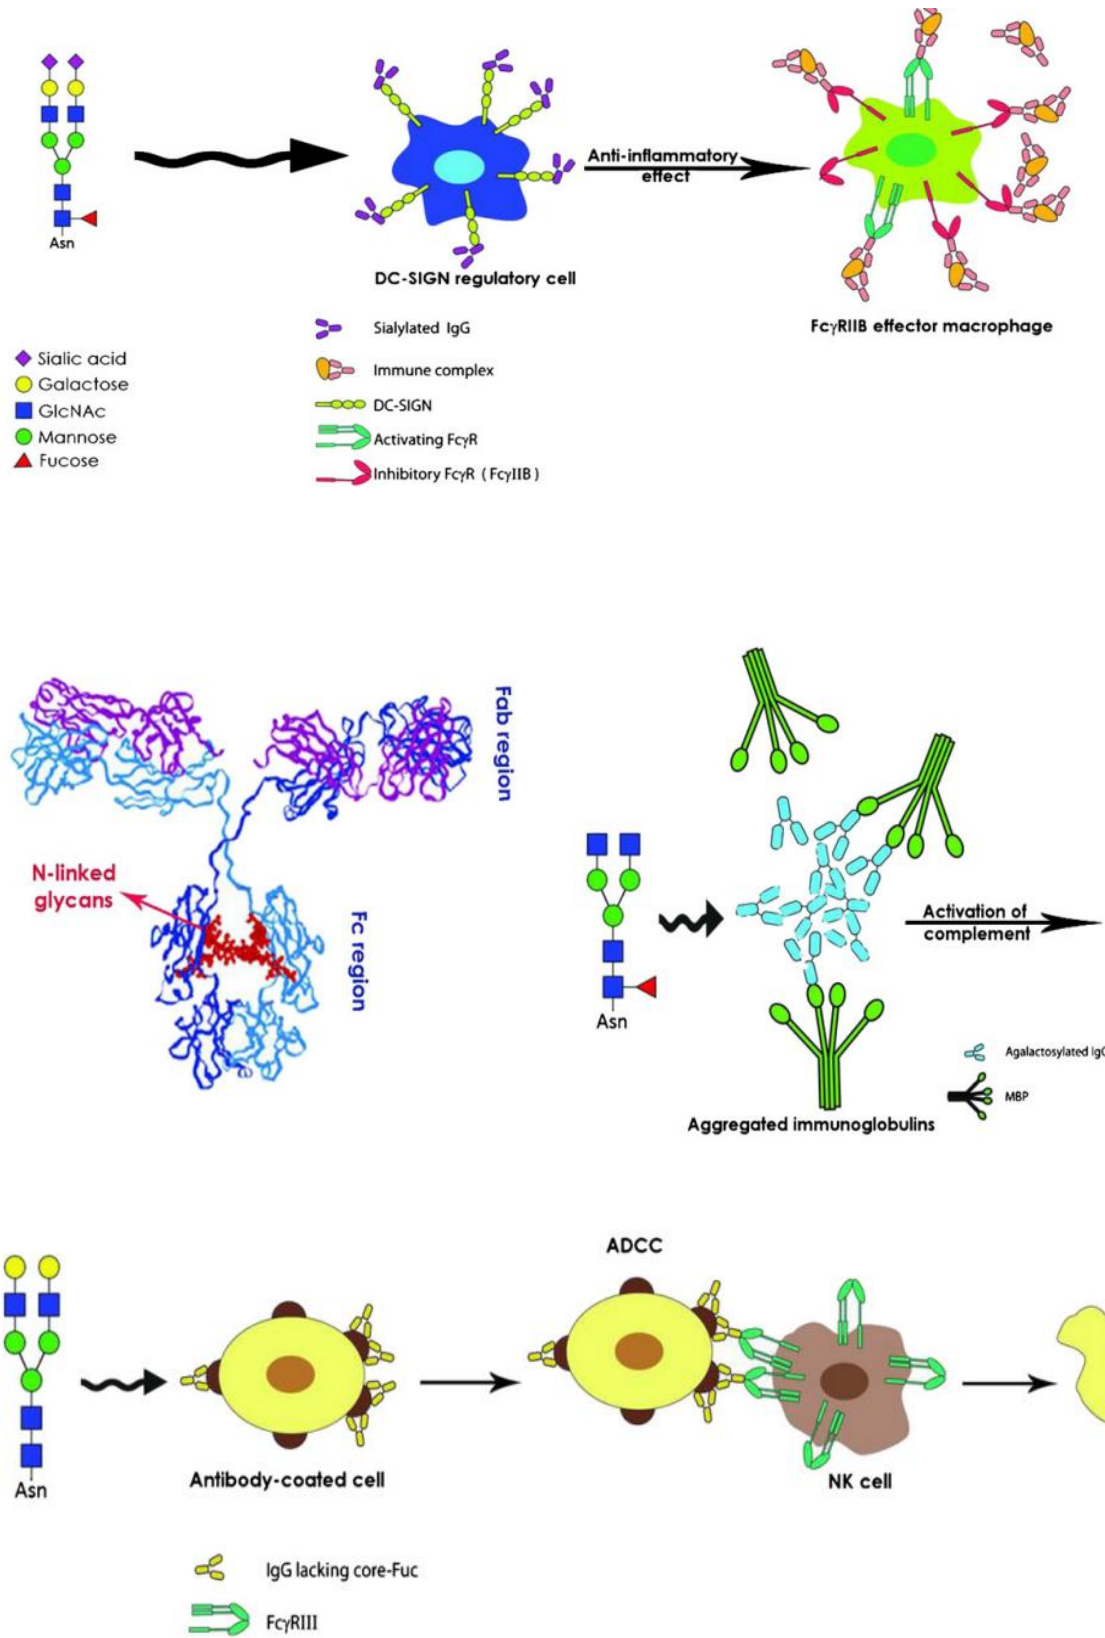 Asn
DC-SIGN regulatory cell
Anti-inflammatory
effect
FcγRIIB effector macrophage
Sialic acid
Galactose
GlcNAc
Mannose
Fucose
Sialylated IgG
Immune complex
DC-SIGN
Activating FcγR
Inhibitory FcγR ( FcγIIB )
Fab region
N-linked
glycans
Fc region
Asn
Activation of
complement
Agalactosylated IgG
MBP
Aggregated immunoglobulins
ADCC
Asn
Antibody-coated cell
NK cell
IgG lacking core-Fuc
FcγRIII